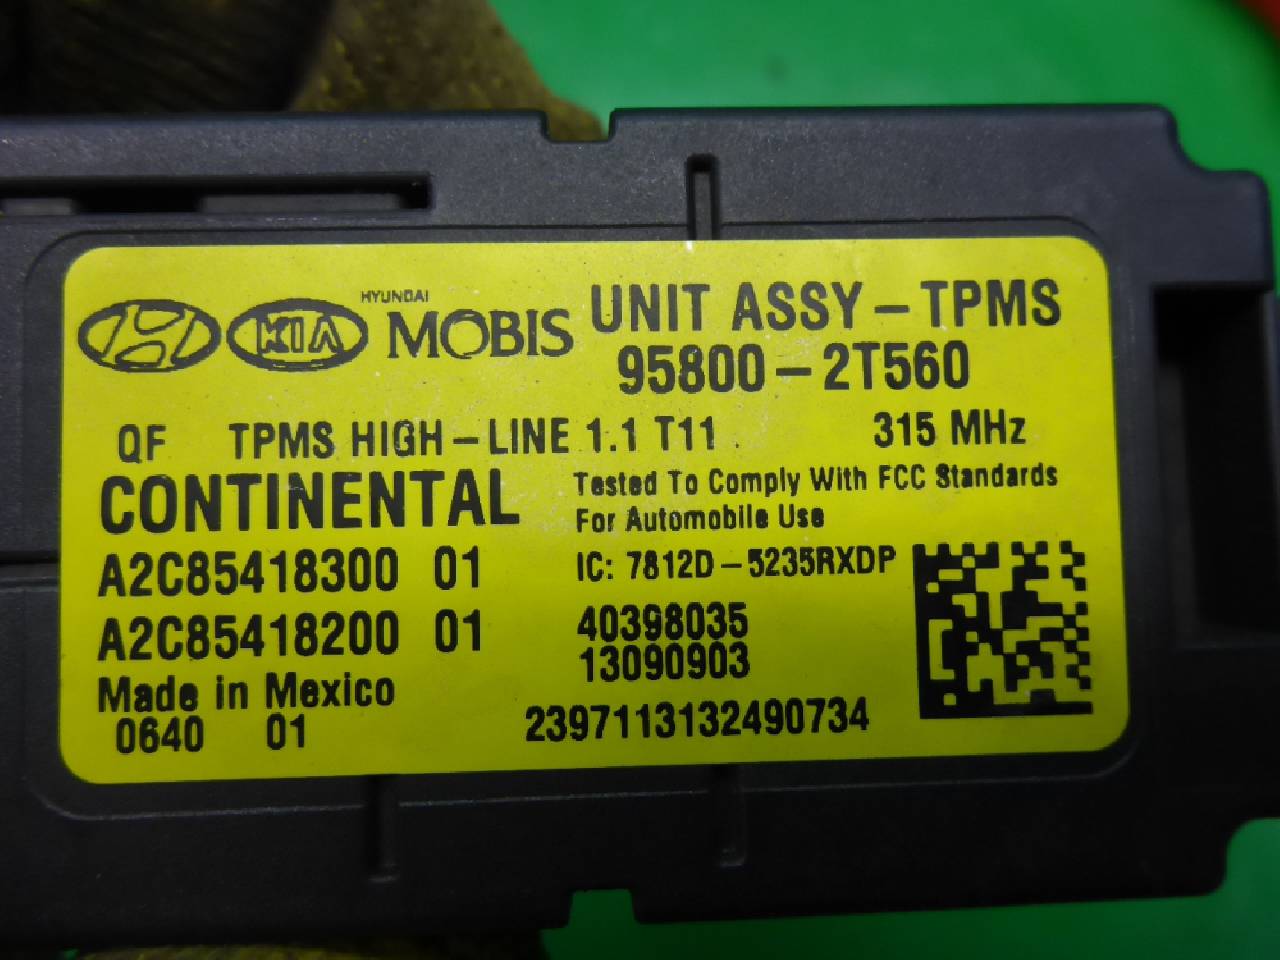 KIA
HYUNDAI
MOBIS
UNIT ASSY-TPMS
95800-2T560
QF TPMS HIGH-LINE 1.1 T11 315 MHz
CONTINENTAL
Tested To Comply With FCC Standards
For Automobile Use
A2C85418300 01
IC: 7812D-5235RXDP
A2C85418200 01
40398035
13090903
Made in Mexico
0640 01
2397113132490734